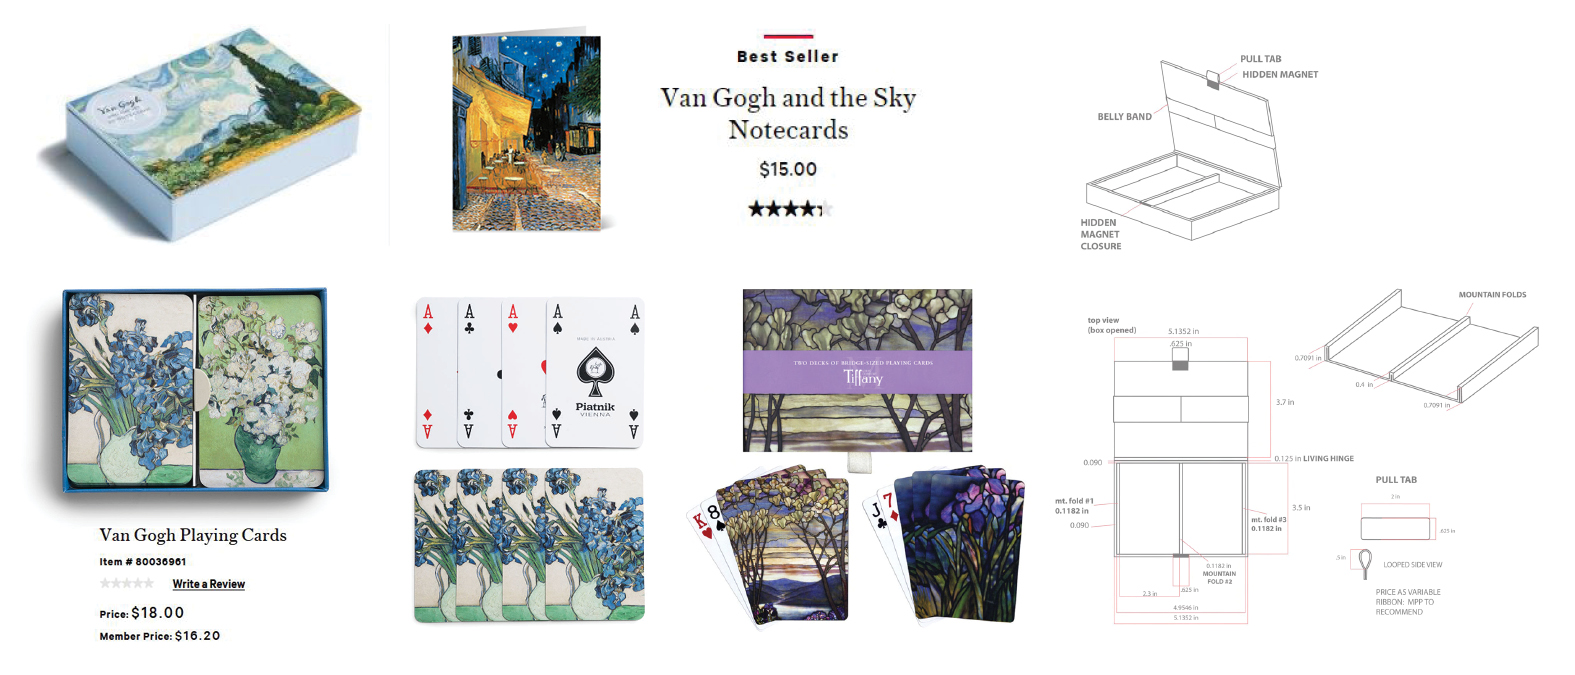 Van Gogh
Best Seller
Van Gogh and the Sky
Notecards
$15.00
PULL TAB
HIDDEN MAGNET
BELLY BAND
HIDDEN
MAGNET
CLOSURE
A A A A A
MADE IN AUSTRIA
Piatnik
VIENNA
A A A A A
TWO DECKS OF BRIDGE-SIZED PLAYING CARDS
Tiffany
K 8
J 7
Van Gogh Playing Cards
Item # 80036961
Write a Review
Price: $18.00
Member Price: $16.20
top view
(box opened)
5.1352 in
.625 in
3.7 in
0.090
0.125 in LIVING HINGE
mt. fold #1
0.1182 in
0.090
mt. fold #3
0.1182 in
3.5 in
0.1182 in
MOUNTAIN
FOLD #2
.625 in
2.3 in
4.9546 in
5.1352 in
MOUNTAIN FOLDS
0.7091 in
0.4 in
0.7091 in
PULL TAB
2 in
.625 in
.5 in
LOOPED SIDE VIEW
PRICE AS VARIABLE
RIBBON: MPP TO
RECOMMEND